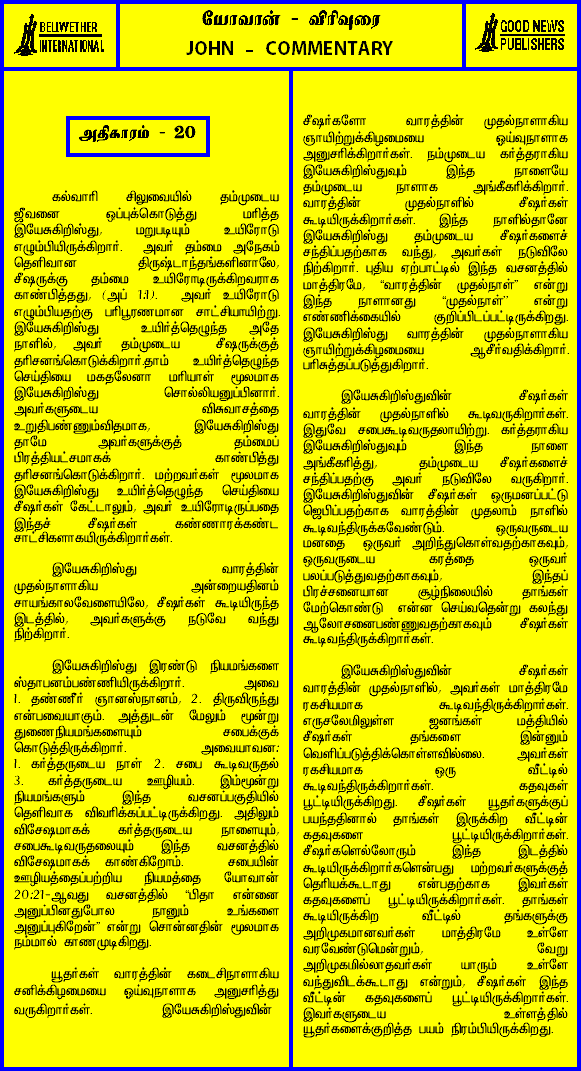 BELLWETHER
INTERNATIONAL
யோவான் - விரிவுரை
JOHN - COMMENTARY
GOOD NEWS
PUBLISHERS
அதிகாரம் - 20
கல்வாரி சிலுவையில் தம்முடைய
ஜீவனை ஒப்புக்கொடுத்து மரித்த
இயேசுகிறிஸ்து, மறுபடியும் உயிரோடு
எழும்பியிருக்கிறார். அவர் தம்மை அநேகம்
தெளிவான திருஷ்டாந்தங்களினாலே,
சீஷருக்கு தம்மை உயிரோடிருக்கிறவராக
காண்பித்தது, (அப் 1:1). அவர் உயிரோடு
எழும்பியதற்கு பரிபூரணமான சாட்சியாயிற்று.
இயேசுகிறிஸ்து உயிர்த்தெழுந்த அதே
நாளில், அவர் தம்முடைய சீஷருக்குத்
தரிசனங்கொடுக்கிறார்.தாம் உயிர்த்தெழுந்த
செய்தியை மகதலேனா மரியாள் மூலமாக
இயேசுகிறிஸ்து சொல்லியனுப்பினார்.
அவர்களுடைய விசுவாசத்தை
உறுதிபண்ணும்விதமாக, இயேசுகிறிஸ்து
தாமே அவர்களுக்குத் தம்மைப்
பிரத்தியட்சமாகக் காண்பித்து
தரிசனங்கொடுக்கிறார். மற்றவர்கள் மூலமாக
இயேசுகிறிஸ்து உயிர்த்தெழுந்த செய்தியை
சீஷர்கள் கேட்டாலும், அவர் உயிரோடிருப்பதை
இந்தச் சீஷர்கள் கண்ணாரக்கண்ட
சாட்சிகளாகயிருக்கிறார்கள்.
இயேசுகிறிஸ்து வாரத்தின்
முதல்நாளாகிய அன்றையதினம்
சாயங்காலவேளையிலே, சீஷர்கள் கூடியிருந்த
இடத்தில், அவர்களுக்கு நடுவே வந்து
நிற்கிறார்.
இயேசுகிறிஸ்து இரண்டு நியமங்களை
ஸ்தாபனம்பண்ணியிருக்கிறார். அவை
1. தண்ணீர் ஞானஸ்நானம், 2. திருவிருந்து
என்பவையாகும். அத்துடன் மேலும் மூன்று
துணைநியமங்களையும் சபைக்குக்
கொடுத்திருக்கிறார். அவையாவன:
1. கர்த்தருடைய நாள் 2. சபை கூடிவருதல்
3. கர்த்தருடைய ஊழியம். இம்மூன்று
நியமங்களும் இந்த வசனப்பகுதியில்
தெளிவாக விவரிக்கப்பட்டிருக்கிறது. அதிலும்
விசேஷமாகக் கர்த்தருடைய நாளையும்,
சபைகூடிவருதலையும் இந்த வசனத்தில்
விசேஷமாகக் காண்கிறோம். சபையின்
ஊழியத்தைப்பற்றிய நியமத்தை யோவான்
20:21-ஆவது வசனத்தில் “பிதா என்னை
அனுப்பினதுபோல நானும் உங்களை
அனுப்புகிறேன்” என்று சொன்னதின் மூலமாக
நம்மால் காணமுடிகிறது.
யூதர்கள் வாரத்தின் கடைசிநாளாகிய
சனிக்கிழமையை ஓய்வுநாளாக அனுசரித்து
வருகிறார்கள். இயேசுகிறிஸ்துவின்
சீஷர்களோ வாரத்தின் முதல்நாளாகிய
ஞாயிற்றுக்கிழமையை ஓய்வுநாளாக
அனுசரிக்கிறார்கள். நம்முடைய கர்த்தராகிய
இயேசுகிறிஸ்துவும் இந்த நாளையே
தம்முடைய நாளாக அங்கீகரிக்கிறார்.
வாரத்தின் முதல்நாளில் சீஷர்கள்
கூடியிருக்கிறார்கள். இந்த நாளில்தானே
இயேசுகிறிஸ்து தம்முடைய சீஷர்களைச்
சந்திப்பதற்காக வந்து, அவர்கள் நடுவிலே
நிற்கிறார். புதிய ஏற்பாட்டில் இந்த வசனத்தில்
மாத்திரமே, “வாரத்தின் முதல்நாள்” என்று
இந்த நாளானது “முதல்நாள்” என்று
எண்ணிக்கையில் குறிப்பிடப்பட்டிருக்கிறது.
இயேசுகிறிஸ்து வாரத்தின் முதல்நாளாகிய
ஞாயிற்றுக்கிழமையை ஆசீர்வதிக்கிறார்.
பரிசுத்தப்படுத்துகிறார்.
இயேசுகிறிஸ்துவின் சீஷர்கள்
வாரத்தின் முதல்நாளில் கூடிவருகிறார்கள்.
இதுவே சபைகூடிவருதலாயிற்று. கர்த்தராகிய
இயேசுகிறிஸ்துவும் இந்த நாளை
அங்கீகரித்து, தம்முடைய சீஷர்களைச்
சந்திப்பதற்கு அவர் நடுவிலே வருகிறார்.
இயேசுகிறிஸ்துவின் சீஷர்கள் ஒருமனப்பட்டு
ஜெபிப்பதற்காக வாரத்தின் முதலாம் நாளில்
கூடிவந்திருக்கவேண்டும். ஒருவருடைய
மனதை ஒருவர் அறிந்துகொள்வதற்காகவும்,
ஒருவருடைய கரத்தை ஒருவர்
பலப்படுத்துவதற்காகவும், இந்தப்
பிரச்சனையான சூழ்நிலையில் தாங்கள்
மேற்கொண்டு என்ன செய்வதென்று கலந்து
ஆலோசனைபண்ணுவதற்காகவும் சீஷர்கள்
கூடிவந்திருக்கிறார்கள்.
இயேசுகிறிஸ்துவின் சீஷர்கள்
வாரத்தின் முதல்நாளில், அவர்கள் மாத்திரமே
ரகசியமாக கூடிவந்திருக்கிறார்கள்.
எருசலேமிலுள்ள ஜனங்கள் மத்தியில்
சீஷர்கள் தங்களை இன்னும்
வெளிப்படுத்திக்கொள்ளவில்லை. அவர்கள்
ரகசியமாக ஒரு வீட்டில்
கூடிவந்திருக்கிறார்கள். கதவுகள்
பூட்டியிருக்கிறது. சீஷர்கள் யூதர்களுக்குப்
பயந்ததினால் தாங்கள் இருக்கிற வீட்டின்
கதவுகளை பூட்டியிருக்கிறார்கள்.
சீஷர்களெல்லோரும் இந்த இடத்தில்
கூடியிருக்கிறார்களென்பது மற்றவர்களுக்குத்
தெரியக்கூடாது என்பதற்காக இவர்கள்
கதவுகளைப் பூட்டியிருக்கிறார்கள். தாங்கள்
கூடியிருக்கிற வீட்டில் தங்களுக்கு
அறிமுகமானவர்கள் மாத்திரமே உள்ளே
வரவேண்டுமென்றும், வேறு
அறிமுகமில்லாதவர்கள் யாரும் உள்ளே
வந்துவிடக்கூடாது என்றும், சீஷர்கள் இந்த
வீட்டின் கதவுகளைப் பூட்டியிருக்கிறார்கள்.
இவர்களுடைய உள்ளத்தில்
யூதர்களைக்குறித்த பயம் நிரம்பியிருக்கிறது.